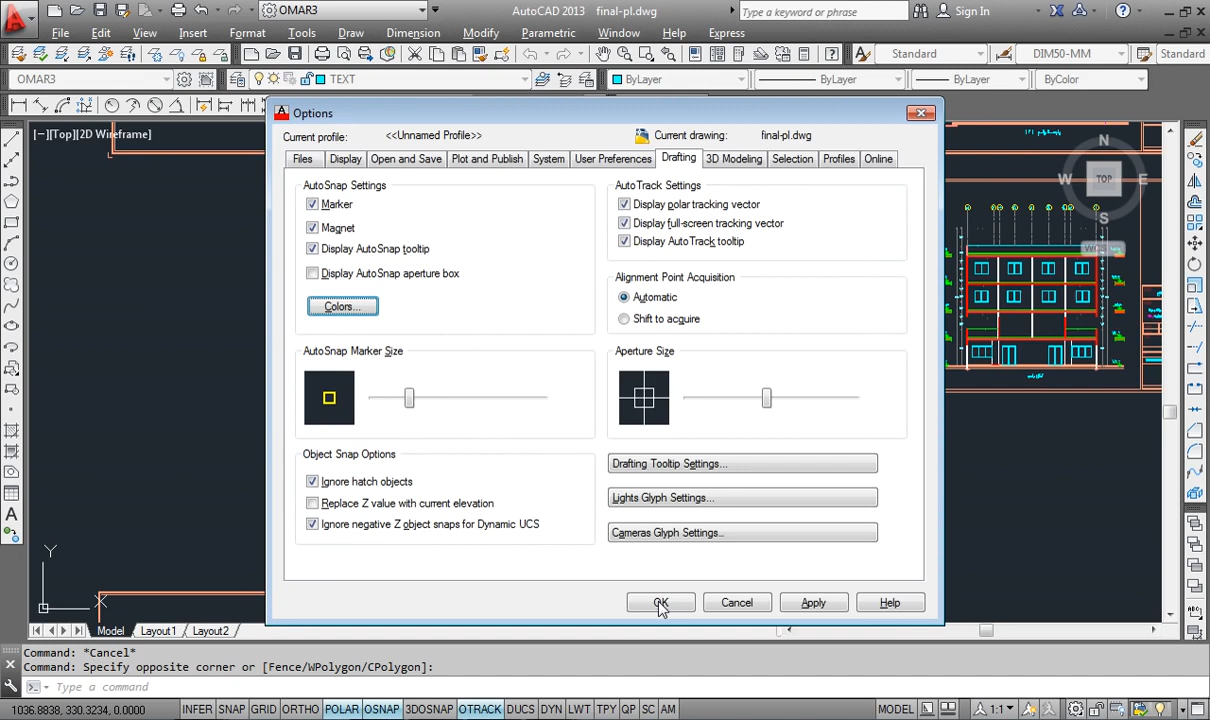 OMAR3
AutoCAD 2013 final-pl.dwg
Type a keyword or phrase
Sign In
File Edit View Insert Format Tools Draw Dimension Modify Parametric Window Help Express
Standard DIM50-MM Standard
OMAR3 TEXT ByLayer ByLayer ByLayer ByColor
[−][Top][2D Wireframe]
Options
Current profile: <<Unnamed Profile>> Current drawing: final-pl.dwg
Files Display Open and Save Plot and Publish System User Preferences Drafting 3D Modeling Selection Profiles Online
AutoSnap Settings
Marker
Magnet
Display AutoSnap tooltip
Display AutoSnap aperture box
Colors...
AutoTrack Settings
Display polar tracking vector
Display full-screen tracking vector
Display AutoTrack tooltip
Alignment Point Acquisition
Automatic
Shift to acquire
AutoSnap Marker Size
Aperture Size
Object Snap Options
Ignore hatch objects
Replace Z value with current elevation
Ignore negative Z object snaps for Dynamic UCS
Drafting Tooltip Settings...
Lights Glyph Settings...
Cameras Glyph Settings...
OK Cancel Apply Help
N
W TOP E
S
Y
X
Model Layout1 Layout2
Command: *Cancel*
Command: Specify opposite corner or [Fence/WPolygon/CPolygon]:
Type a command
1036.8838, 330.3234, 0.0000 INFER SNAP GRID ORTHO POLAR OSNAP 3DOSNAP OTRACK DUCS DYN LWT TPY QP SC AM MODEL 1:1